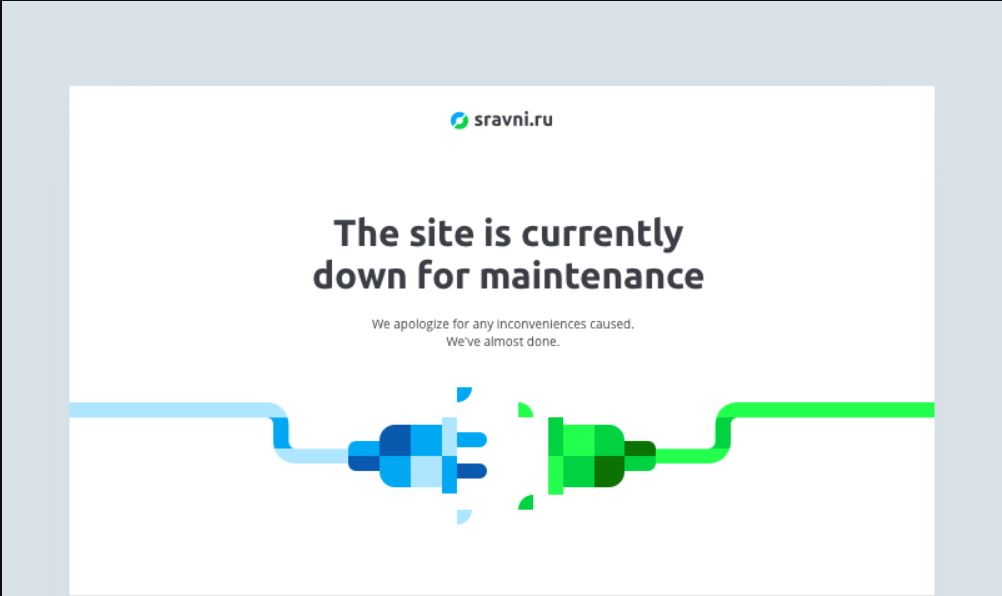 sravni.ru
The site is currently
down for maintenance
We apologize for any inconveniences caused.
We've almost done.